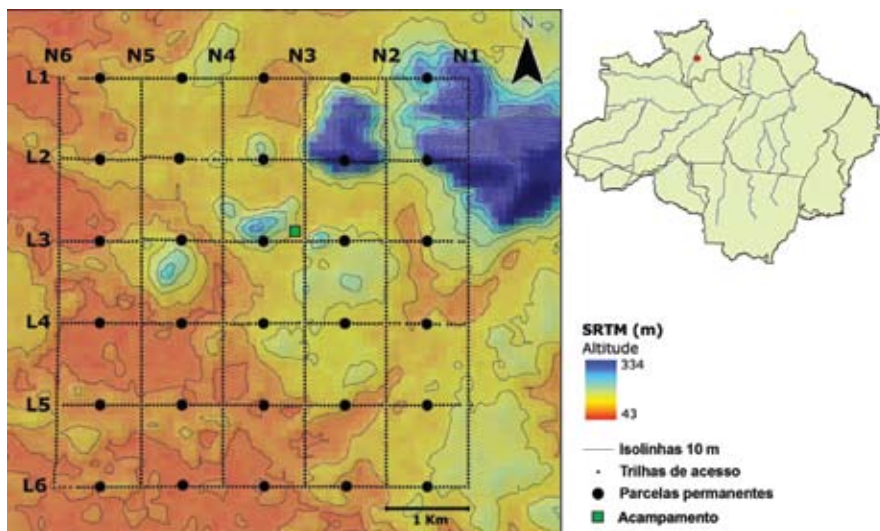 N
N6 N5 N4 N3 N2 N1
L1
L2
L3
L4
L5
L6
1 Km
SRTM (m)
Altitude
334
43
Isolinhas 10 m
Trilhas de acesso
Parcelas permanentes
Acampamento